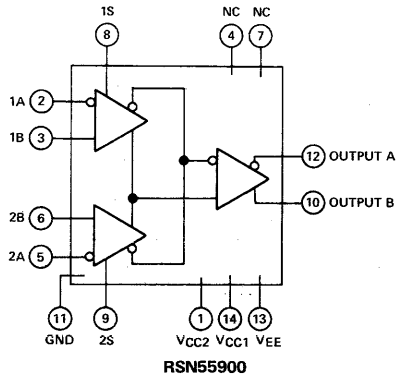 1S NC NC
8 4 7
1A 2
1B 3
12 OUTPUT A
2B 6
10 OUTPUT B
2A 5
11 9 1 14 13
GND 2S VCC2 VCC1 VEE
RSN55900